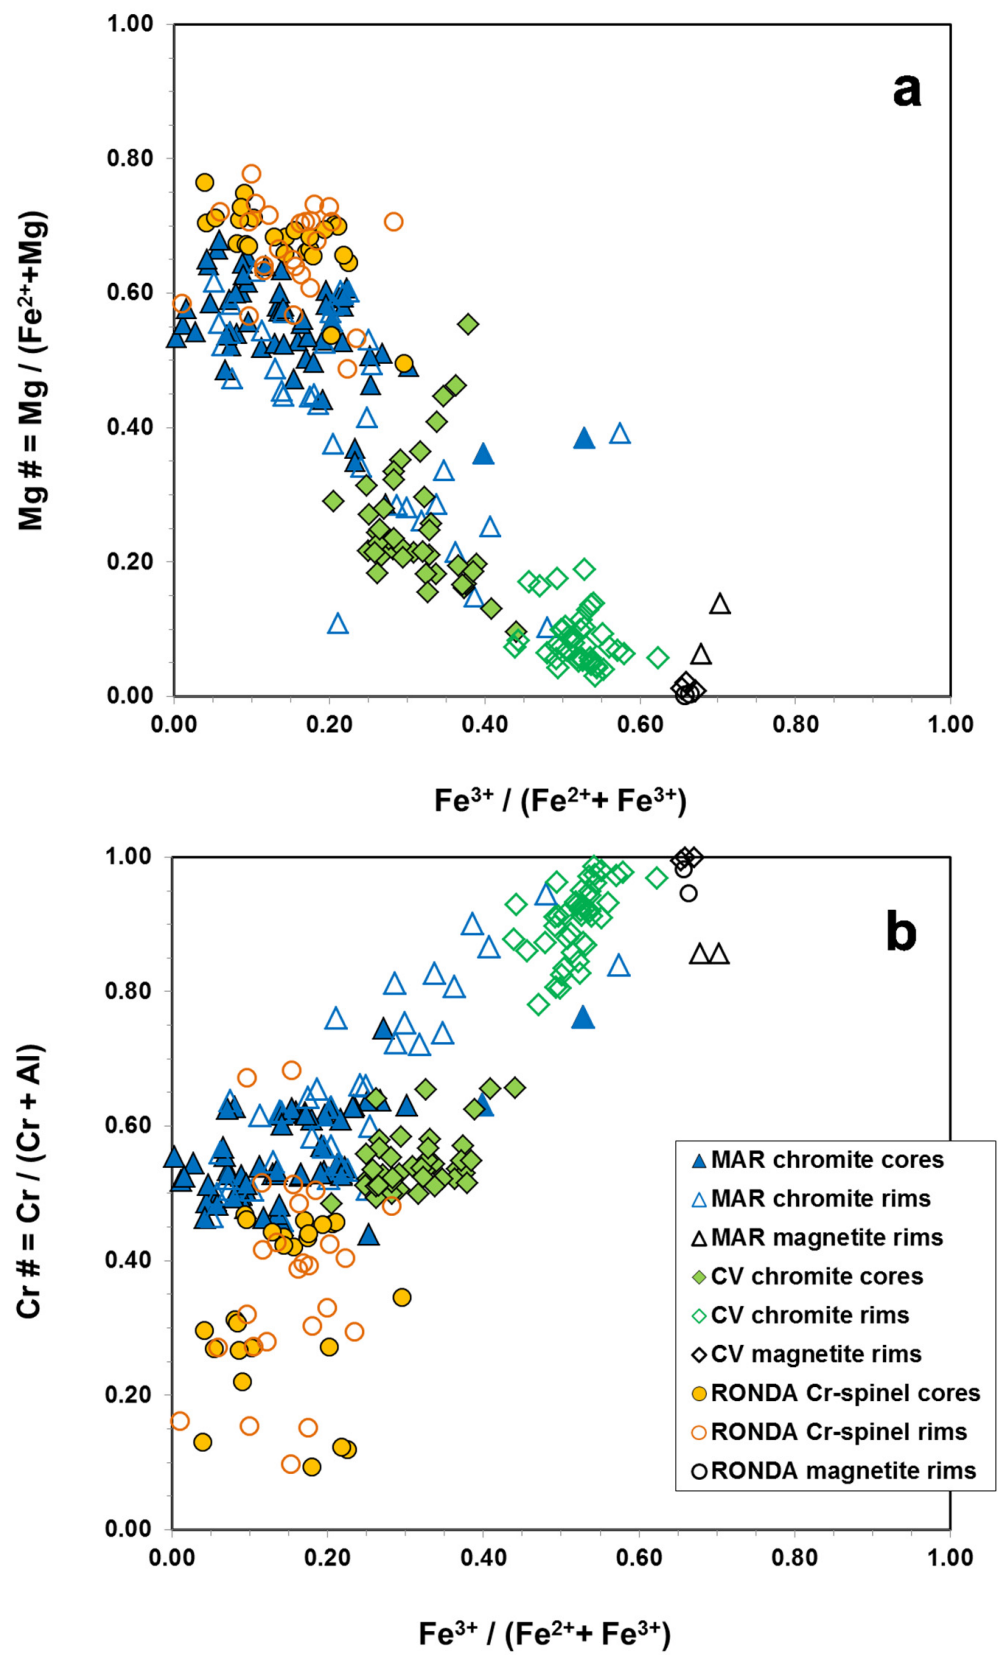 1.00
a
0.80
0.60
0.40
0.20
0.00
Mg # = Mg / (Fe²⁺+Mg)
0.00 0.20 0.40 0.60 0.80 1.00
Fe³⁺ / (Fe²⁺+ Fe³⁺)
1.00
b
0.80
0.60
0.40
0.20
0.00
Cr # = Cr / (Cr + Al)
MAR chromite cores
MAR chromite rims
MAR magnetite rims
CV chromite cores
CV chromite rims
CV magnetite rims
RONDA Cr-spinel cores
RONDA Cr-spinel rims
RONDA magnetite rims
0.00 0.20 0.40 0.60 0.80 1.00
Fe³⁺ / (Fe²⁺+ Fe³⁺)